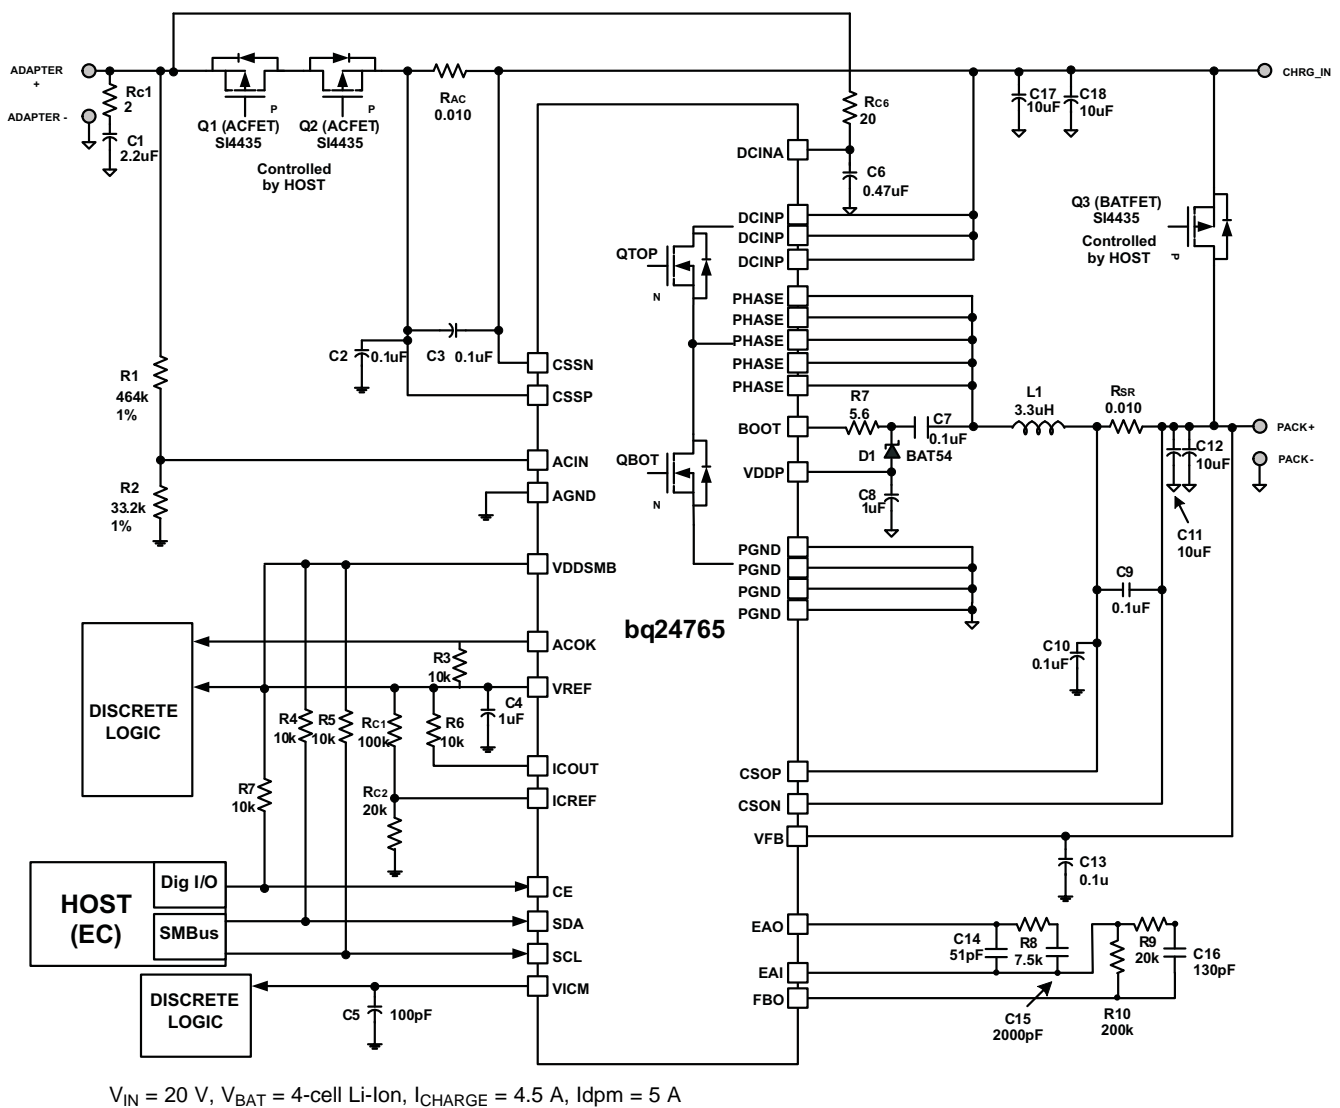 ADAPTER
+
ADAPTER -
Rc1
2
C1
2.2uF
Q1 (ACFET)
SI4435
P
Q2 (ACFET)
SI4435
P
Controlled
by HOST
RAC
0.010
RC6
20
C6
0.47uF
C17
10uF
C18
10uF
CHRG_IN
Q3 (BATFET)
SI4435
Controlled
by HOST
P
DCINA
DCINP
DCINP
DCINP
PHASE
PHASE
PHASE
PHASE
PHASE
BOOT
VDDP
PGND
PGND
PGND
PGND
CSOP
CSON
VFB
EAO
EAI
FBO
QTOP
N
QBOT
N
bq24765
CSSN
CSSP
ACIN
AGND
VDDSMB
ACOK
VREF
ICOUT
ICREF
CE
SDA
SCL
VICM
C2
0.1uF
C3
0.1uF
R1
464k
1%
R2
33.2k
1%
R7
5.6
C7
0.1uF
D1
BAT54
C8
1uF
L1
3.3uH
RSR
0.010
C12
10uF
C11
10uF
PACK+
PACK-
C9
0.1uF
C10
0.1uF
C13
0.1u
DISCRETE
LOGIC
R3
10k
C4
1uF
R4
10k
R5
10k
RC1
100k
R6
10k
R7
10k
RC2
20k
HOST
(EC)
Dig I/O
SMBus
DISCRETE
LOGIC
C5
100pF
C14
51pF
R8
7.5k
C15
2000pF
R9
20k
C16
130pF
R10
200k
VIN = 20 V, VBAT = 4-cell Li-Ion, ICHARGE = 4.5 A, Idpm = 5 A